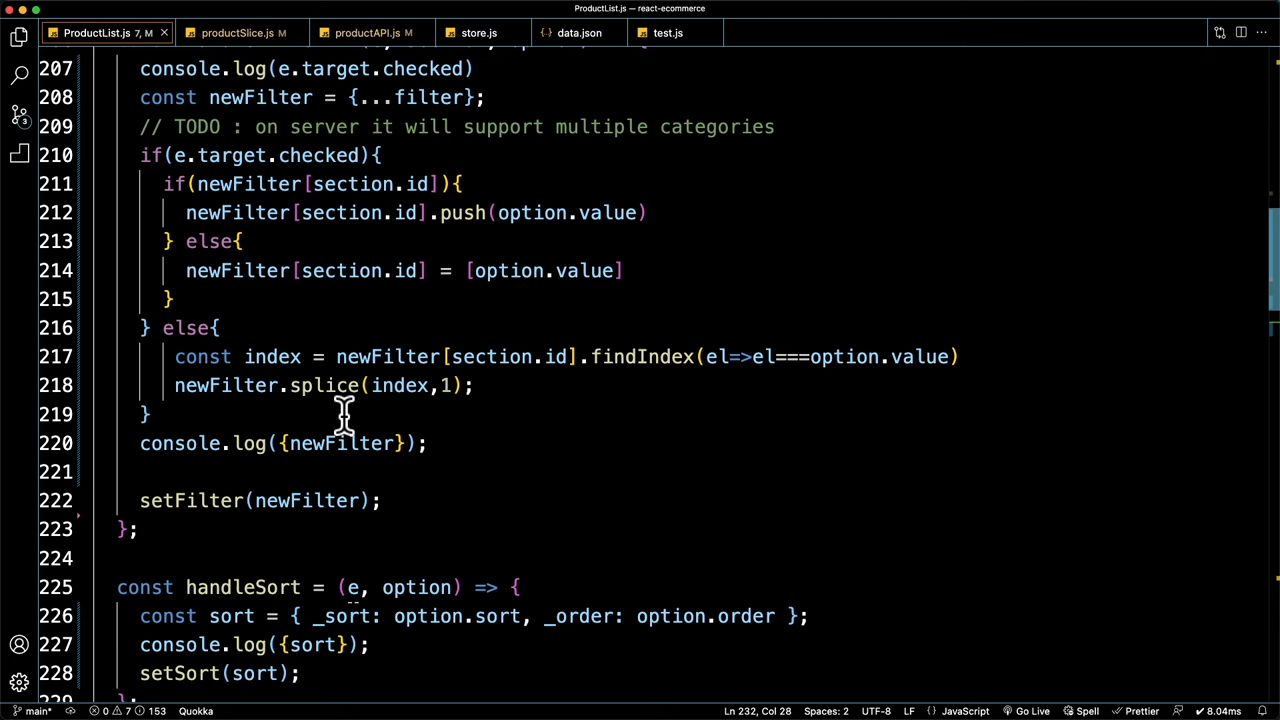 ProductList.js — react-ecommerce
ProductList.js 7, M
productSlice.js M
productAPI.js M
store.js
{..} data.json
test.js
207 console.log(e.target.checked)
208 const newFilter = {...filter};
209 // TODO : on server it will support multiple categories
210 if(e.target.checked){
211 if(newFilter[section.id]){
212 newFilter[section.id].push(option.value)
213 } else{
214 newFilter[section.id] = [option.value]
215 }
216 } else{
217 const index = newFilter[section.id].findIndex(el=>el===option.value)
218 newFilter.splice(index,1);
219 }
220 console.log({newFilter});
221
222 setFilter(newFilter);
223 };
224
225 const handleSort = (e, option) => {
226 const sort = { _sort: option.sort, _order: option.order };
227 console.log({sort});
228 setSort(sort);
229 };
3
main* 0 7 153 Quokka Ln 232, Col 28 Spaces: 2 UTF-8 LF {} JavaScript Go Live Spell Prettier 8.04ms